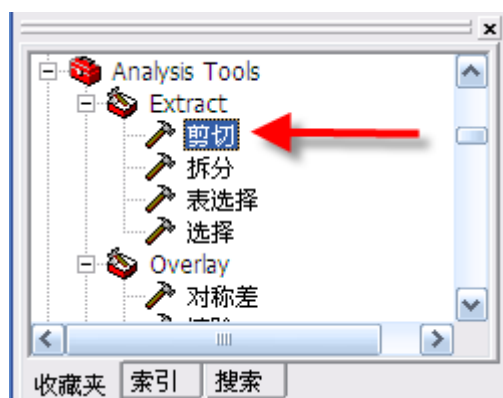 Analysis Tools
Extract
剪切
拆分
表选择
选择
Overlay
对称差
收藏夹 索引 搜索